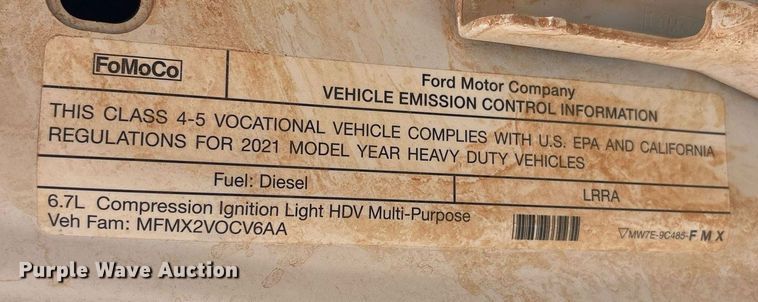 FoMoCo
Ford Motor Company
VEHICLE EMISSION CONTROL INFORMATION
THIS CLASS 4-5 VOCATIONAL VEHICLE COMPLIES WITH U.S. EPA AND CALIFORNIA
REGULATIONS FOR 2021 MODEL YEAR HEAVY DUTY VEHICLES
Fuel: Diesel
LRRA
6.7L Compression Ignition Light HDV Multi-Purpose
Veh Fam: MFMX2VOCV6AA
▽MW7E-9C485-FMX
Purple Wave Auction